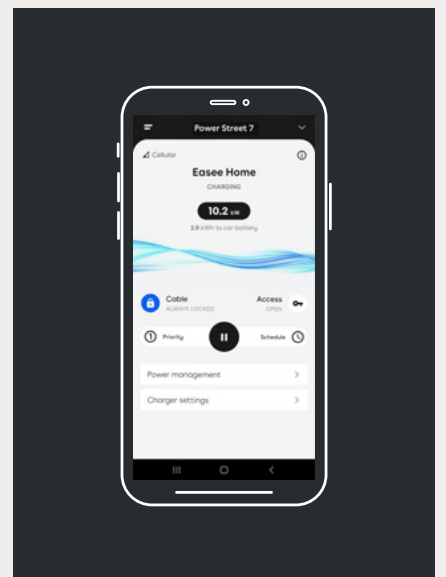 Power Street 7
Cellular
Easee Home
CHARGING
10.2 kW
3.9 kWh to car battery
Cable
ALWAYS LOCKED
Access
OPEN
1 Priority
Schedule
Power management
Charger settings